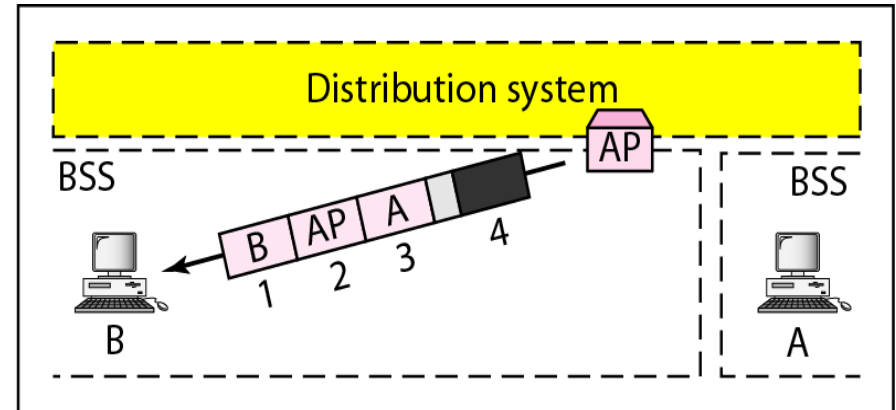 Distribution system
AP
BSS
BSS
B AP A
1 2 3 4
B
A